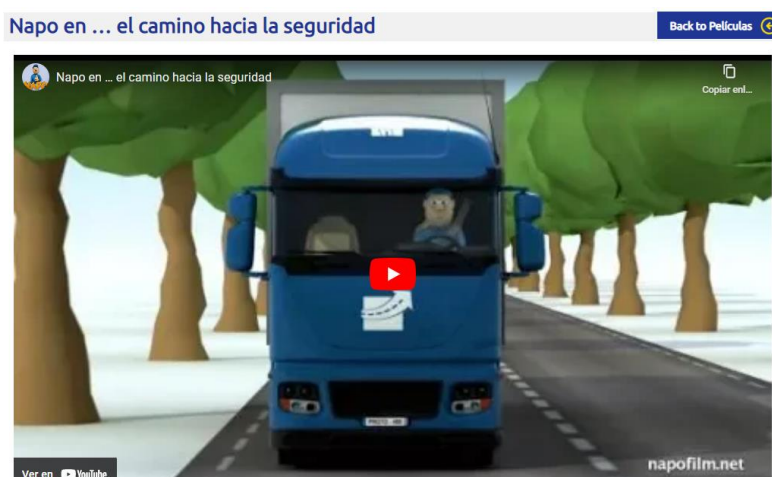 Napo en ... el camino hacia la seguridad
Back to Películas
Napo en ... el camino hacia la seguridad
Copiar enl...
napofilm.net
Ver en YouTube